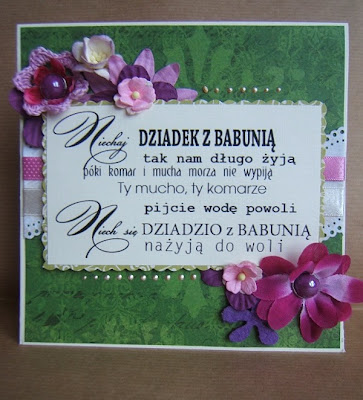 Niechaj DZIADEK Z BABUNIĄ
tak nam długo żyją
póki komar i mucha morza nie wypiją
Ty mucho, ty komarze
pijcie wodę powoli
Niech się DZIADZIO z BABUNIĄ
nażyją do woli